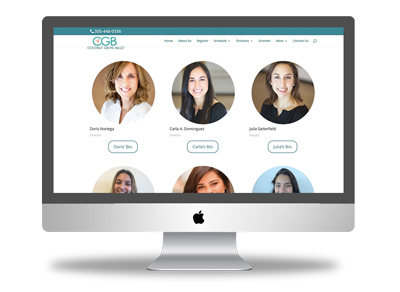 305-448-0336
CGB
COCONUT GROVE BALLET
Home About Us Register Schedule Divisions Summer More Contact Us
Doris Noriega
Director
Carla A. Dominguez
Director
Julia Gatterfield
Faculty
Doris' Bio
Carla's Bio
Julia's Bio